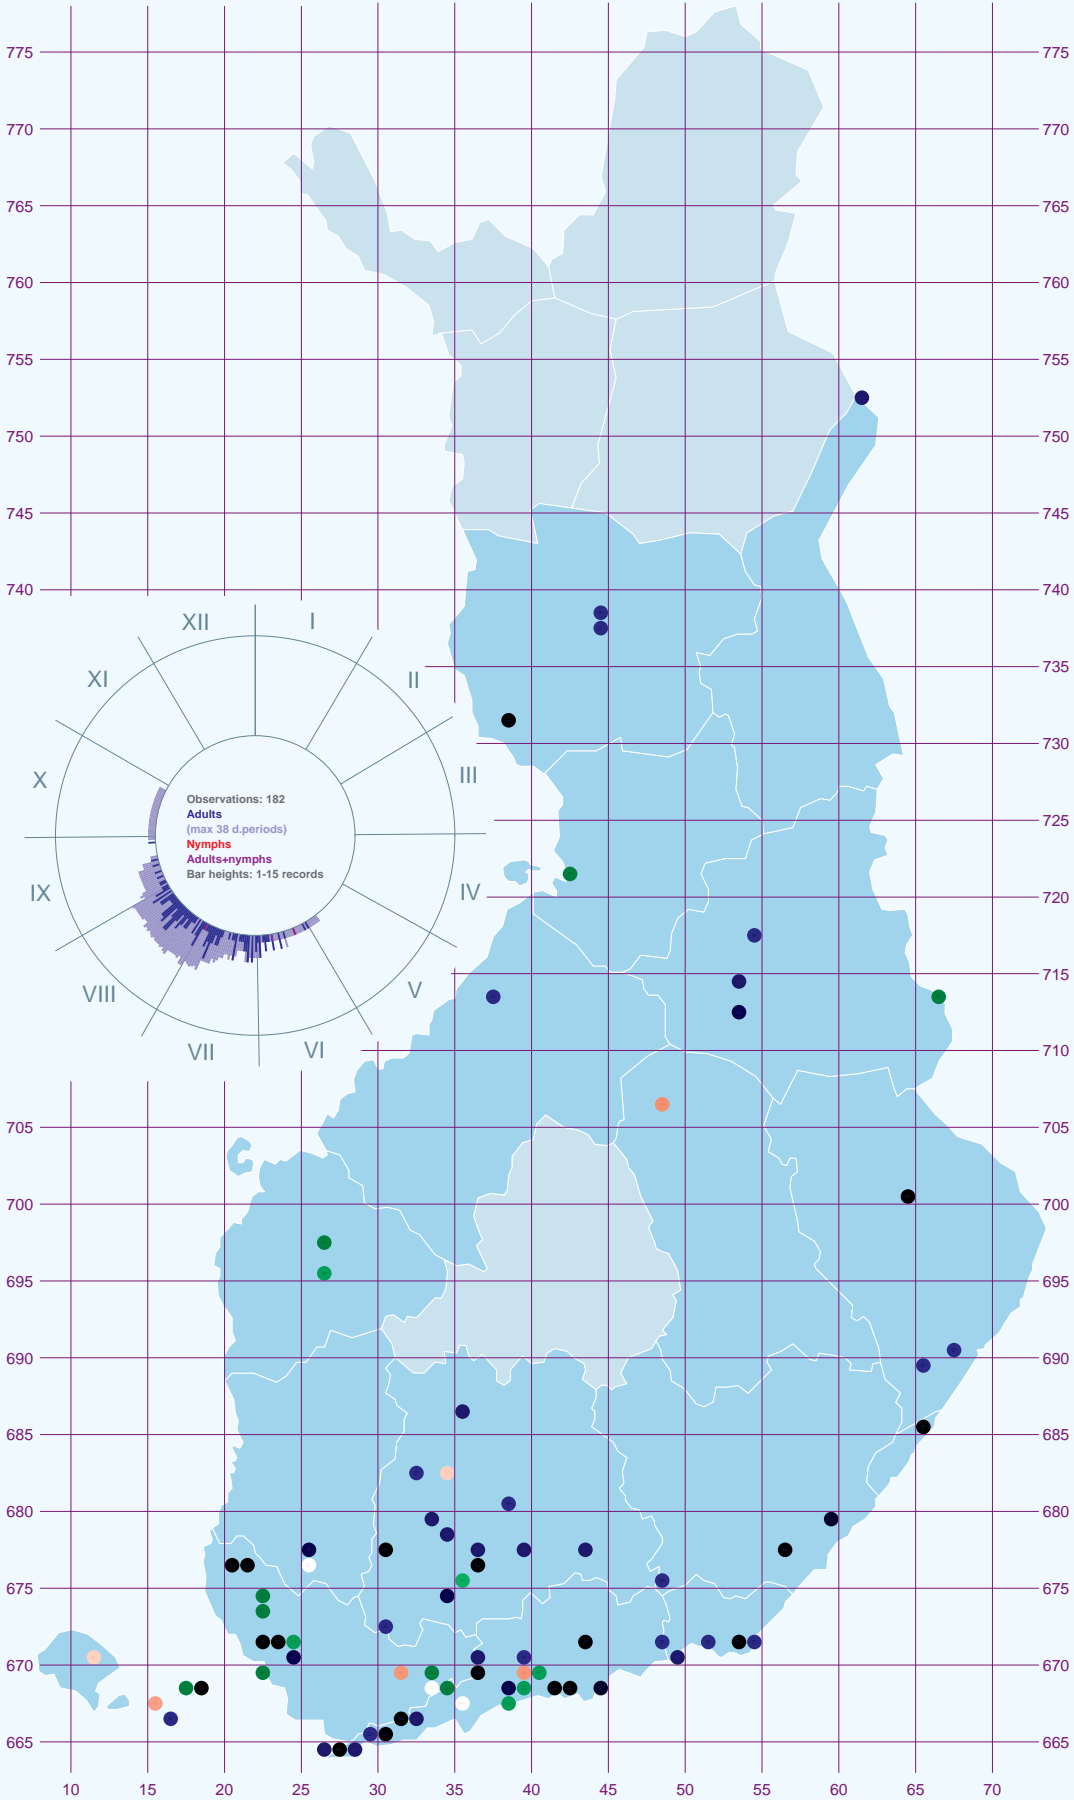 775 775
770 770
765 765
760 760
755 755
750 750
745 745
740 740
XII I
735
XI II
730
X III
Observations: 182
Adults
(max 38 d.periods)
Nymphs
Adults+nymphs
Bar heights: 1-15 records
725
IX IV
720
VIII V
715
VII VI
710
705 705
700 700
695 695
690 690
685 685
680 680
675 675
670 670
665 665
10 15 20 25 30 35 40 45 50 55 60 65 70